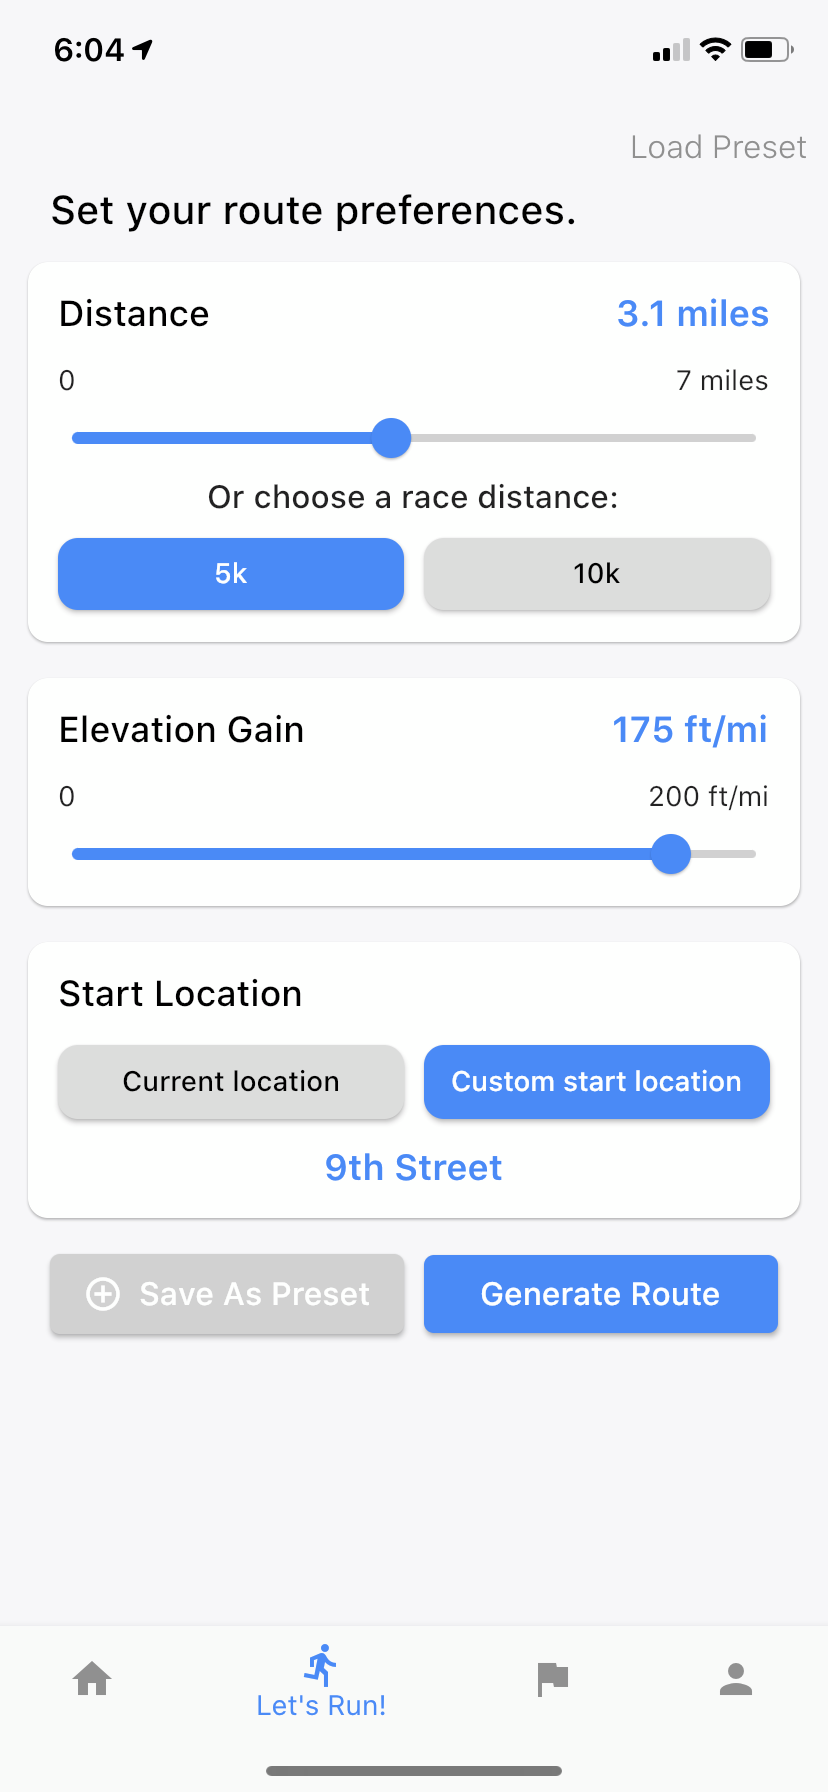 6:04
Load Preset
Set your route preferences.
Distance
3.1 miles
0
7 miles
Or choose a race distance:
5k
10k
Elevation Gain
175 ft/mi
0
200 ft/mi
Start Location
Current location
Custom start location
9th Street
Save As Preset
Generate Route
Let's Run!